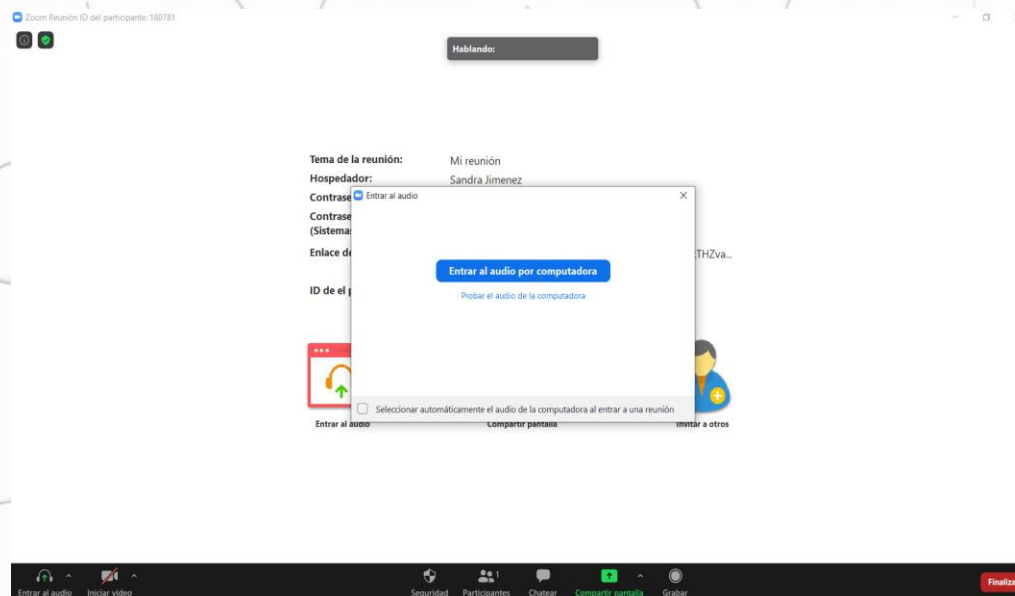 Zoom Reunión ID del participante: 180781
Hablando:
Tema de la reunión: Mi reunión
Hospedador: Sandra Jimenez
Contrase
Contrase
(Sistema
Enlace de THZva...
ID de el p
Entrar al audio
Entrar al audio por computadora
Probar el audio de la computadora
Seleccionar automáticamente el audio de la computadora al entrar a una reunión
Entrar al audio Compartir pantalla Invitar a otros
1
Entrar al audio Iniciar video Seguridad Participantes Chatear Compartir pantalla Grabar Finaliza